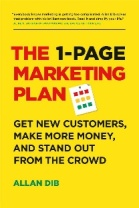 THE 1-PAGE
MARKETING
PLAN
GET NEW CUSTOMERS,
MAKE MORE MONEY,
AND STAND OUT
FROM THE CROWD
ALLAN DIB